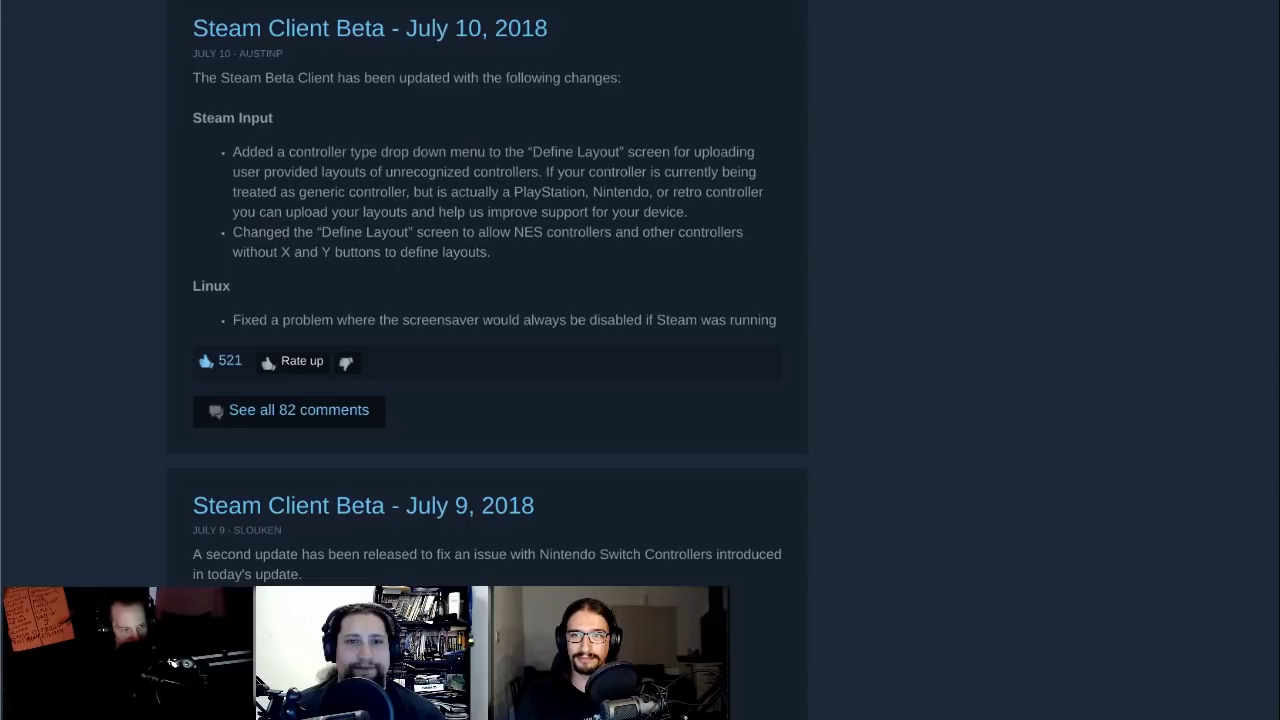 Steam Client Beta - July 10, 2018
JULY 10 - AUSTINP
The Steam Beta Client has been updated with the following changes:
Steam Input
• Added a controller type drop down menu to the “Define Layout” screen for uploading
user provided layouts of unrecognized controllers. If your controller is currently being
treated as generic controller, but is actually a PlayStation, Nintendo, or retro controller
you can upload your layouts and help us improve support for your device.
• Changed the “Define Layout” screen to allow NES controllers and other controllers
without X and Y buttons to define layouts.
Linux
• Fixed a problem where the screensaver would always be disabled if Steam was running
521 Rate up
See all 82 comments
Steam Client Beta - July 9, 2018
JULY 9 - SLOUKEN
A second update has been released to fix an issue with Nintendo Switch Controllers introduced
in today's update.